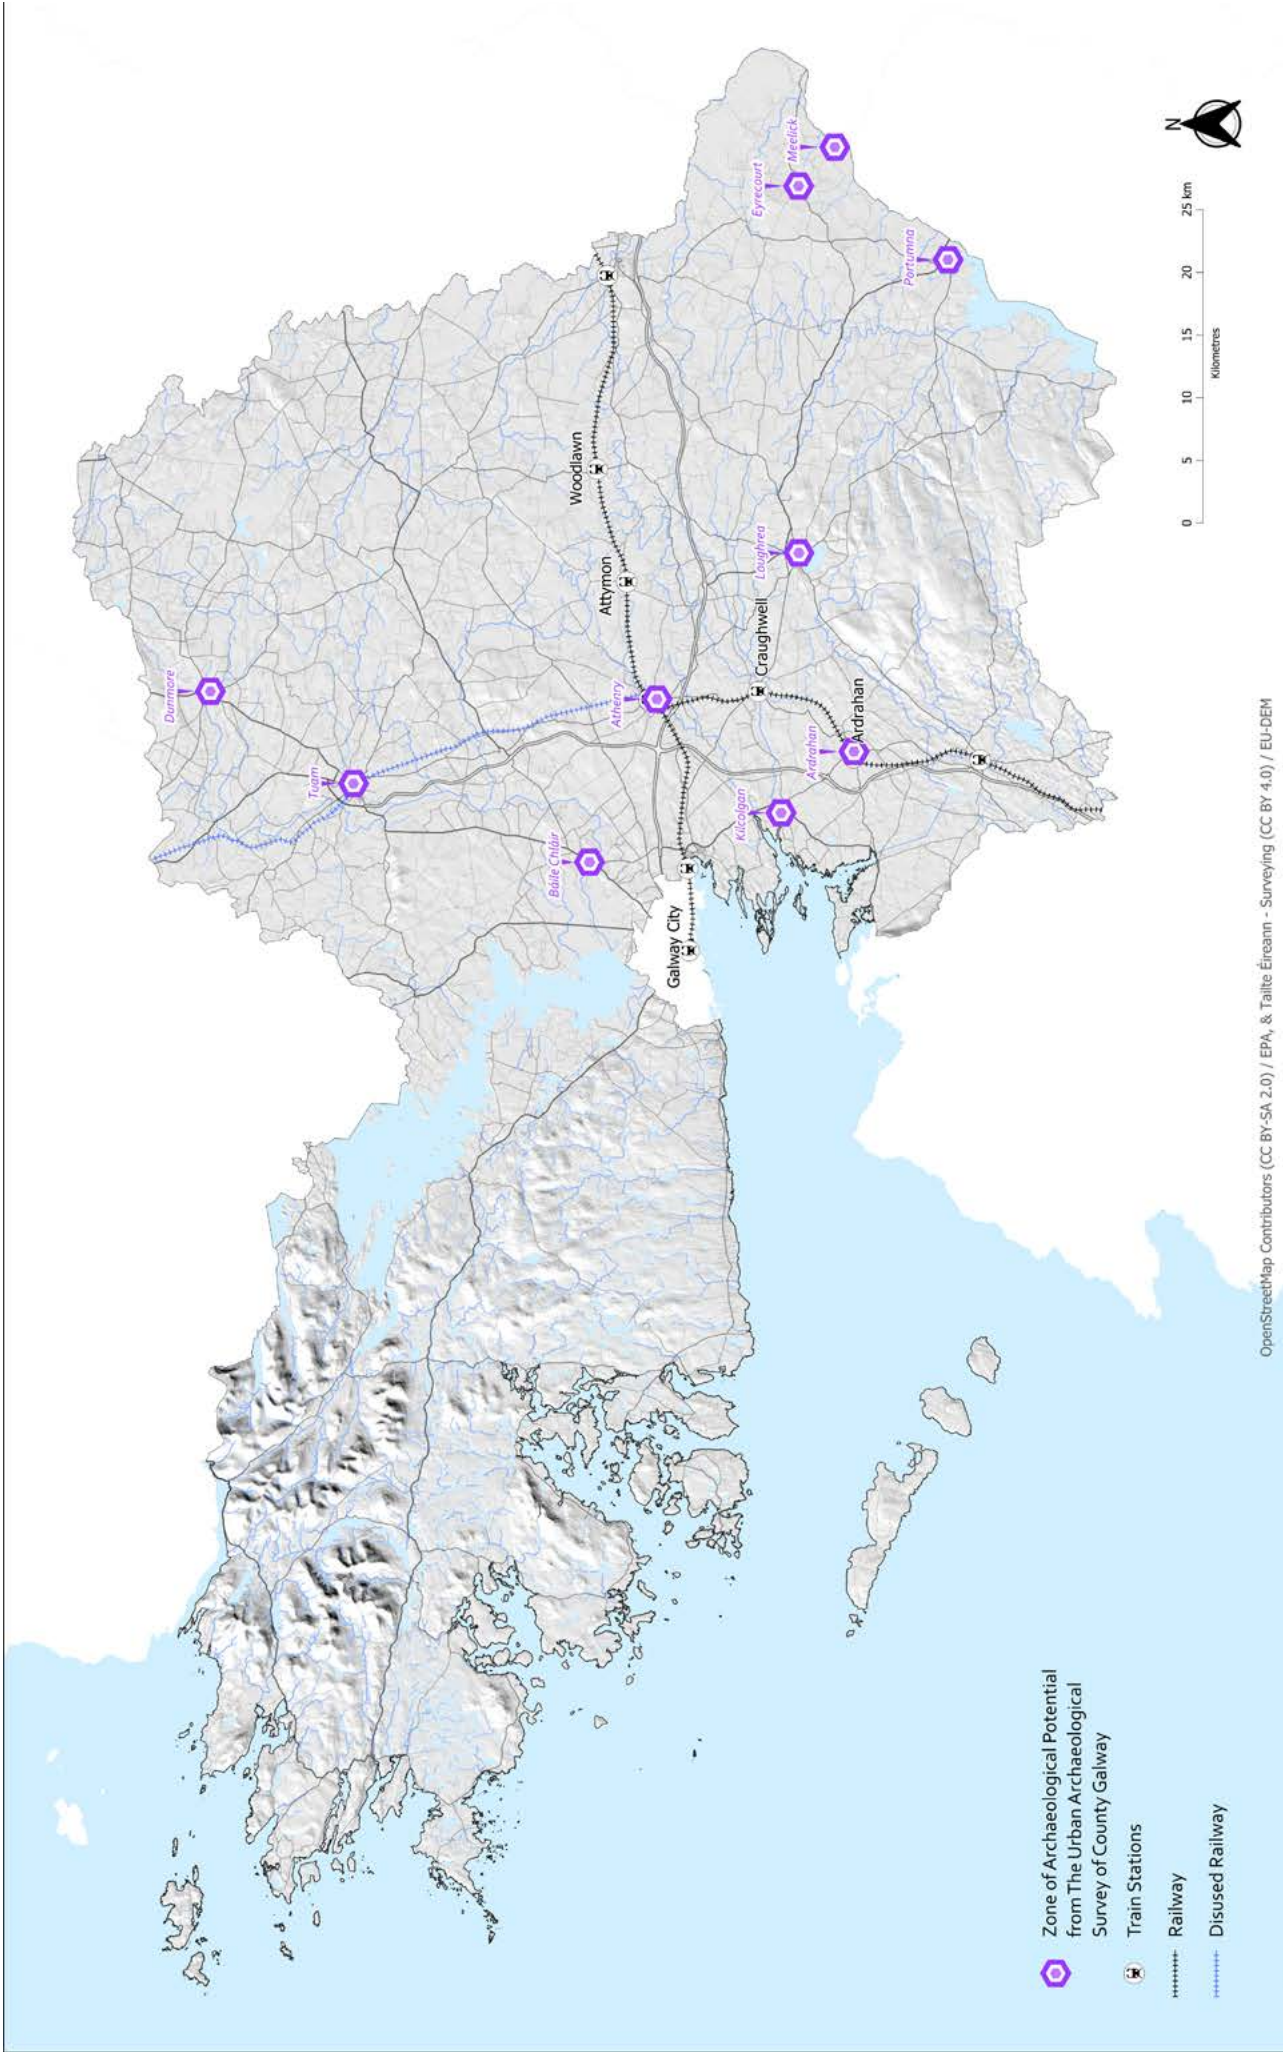 Dunmore
Tuam
Báile Chláir
Athenry
Kilcolgan
Ardrahan
Loughrea
Portumna
Eyrecourt
Meelick
Woodlawn
Attymon
Craughwell
Ardrahan
Galway City
N
0 5 10 15 20 25 km
Kilometres
Zone of Archaeological Potential
from The Urban Archaeological
Survey of County Galway
Train Stations
Railway
Disused Railway
OpenStreetMap Contributors (CC BY-SA 2.0) / EPA, & Tailte Éireann - Surveying (CC BY 4.0) / EU-DEM